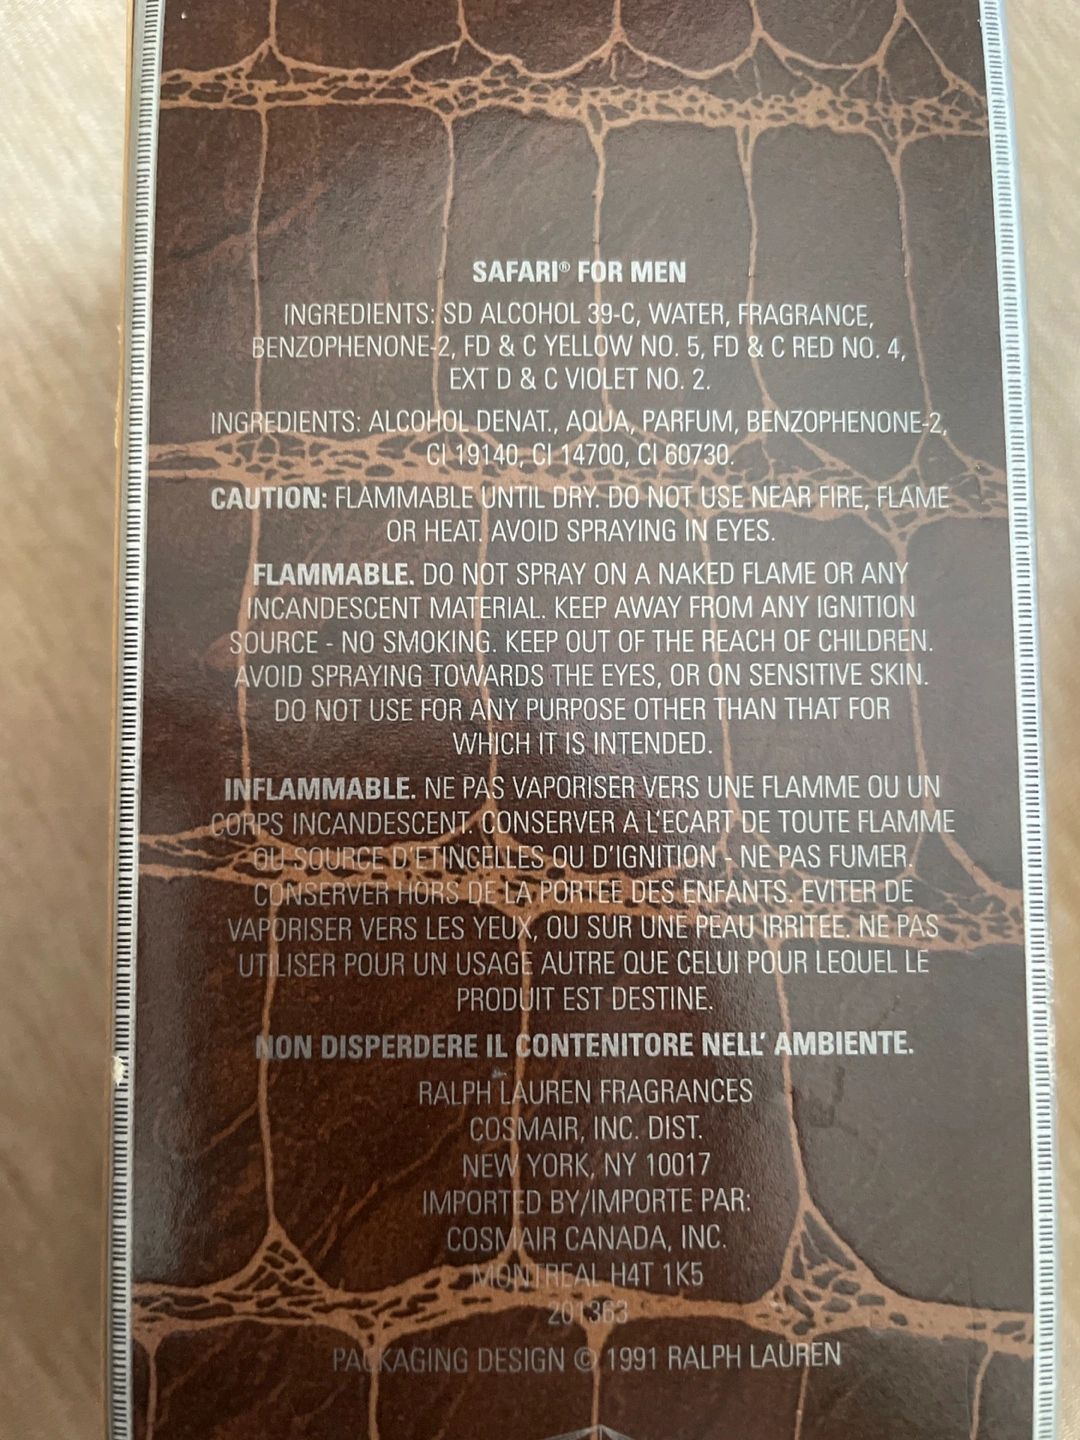 SAFARI® FOR MEN
INGREDIENTS: SD ALCOHOL 39-C, WATER, FRAGRANCE,
BENZOPHENONE-2, FD & C YELLOW NO. 5, FD & C RED NO. 4,
EXT D & C VIOLET NO. 2.
INGREDIENTS: ALCOHOL DENAT., AQUA, PARFUM, BENZOPHENONE-2,
CI 19140, CI 14700, CI 60730.
CAUTION: FLAMMABLE UNTIL DRY. DO NOT USE NEAR FIRE, FLAME
OR HEAT. AVOID SPRAYING IN EYES.
FLAMMABLE. DO NOT SPRAY ON A NAKED FLAME OR ANY
INCANDESCENT MATERIAL. KEEP AWAY FROM ANY IGNITION
SOURCE - NO SMOKING. KEEP OUT OF THE REACH OF CHILDREN.
AVOID SPRAYING TOWARDS THE EYES, OR ON SENSITIVE SKIN.
DO NOT USE FOR ANY PURPOSE OTHER THAN THAT FOR
WHICH IT IS INTENDED.
INFLAMMABLE. NE PAS VAPORISER VERS UNE FLAMME OU UN
CORPS INCANDESCENT. CONSERVER A L'ECART DE TOUTE FLAMME
OU SOURCE D'ETINCELLES OU D'IGNITION - NE PAS FUMER.
CONSERVER HORS DE LA PORTEE DES ENFANTS. EVITER DE
VAPORISER VERS LES YEUX, OU SUR UNE PEAU IRRITEE. NE PAS
UTILISER POUR UN USAGE AUTRE QUE CELUI POUR LEQUEL LE
PRODUIT EST DESTINE.
NON DISPERDERE IL CONTENITORE NELL' AMBIENTE.
RALPH LAUREN FRAGRANCES
COSMAIR, INC. DIST.
NEW YORK, NY 10017
IMPORTED BY/IMPORTE PAR:
COSMAIR CANADA, INC.
MONTREAL H4T 1K5
201363
PACKAGING DESIGN © 1991 RALPH LAUREN